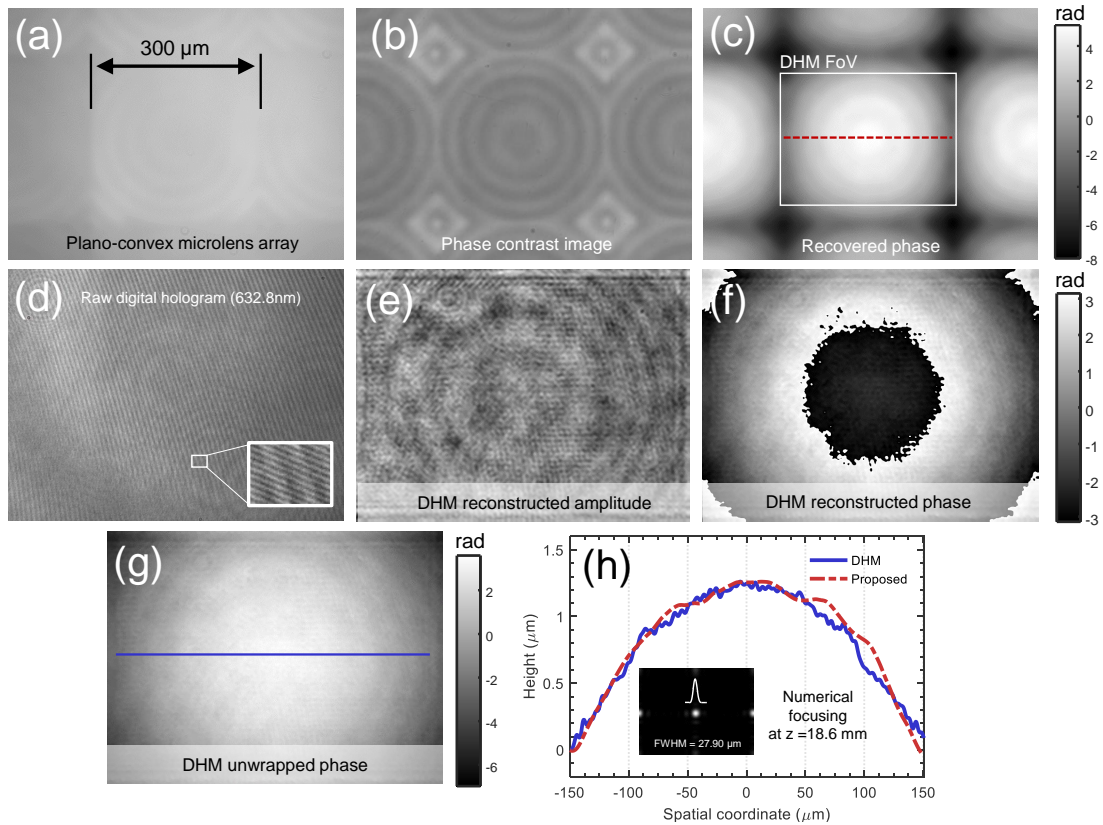 (a)
300 µm
Plano-convex microlens array
(b)
Phase contrast image
(c)
DHM FoV
Recovered phase
rad
4
2
0
-2
-4
-6
-8
(d)
Raw digital hologram (632.8nm)
(e)
DHM reconstructed amplitude
(f)
DHM reconstructed phase
rad
3
2
1
0
-1
-2
-3
(g)
DHM unwrapped phase
rad
2
0
-2
-4
-6
(h)
DHM
Proposed
Height (µm)
1.5
1
0.5
0
Numerical
focusing
at z =18.6 mm
FWHM = 27.90 µm
-150
-100
-50
0
50
100
150
Spatial coordinate (µm)